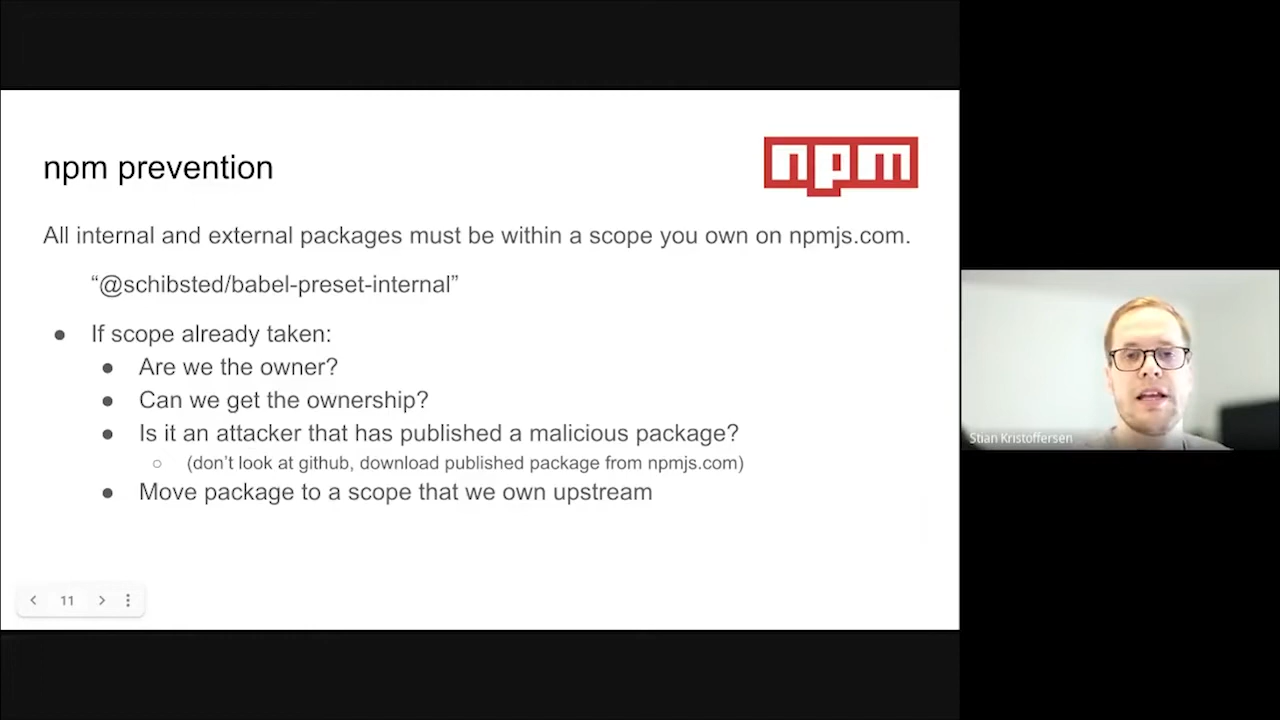 npm prevention
npm
All internal and external packages must be within a scope you own on npmjs.com.
“@schibsted/babel-preset-internal”
● If scope already taken:
● Are we the owner?
● Can we get the ownership?
● Is it an attacker that has published a malicious package?
○ (don’t look at github, download published package from npmjs.com)
● Move package to a scope that we own upstream
Stian Kristoffersen
11